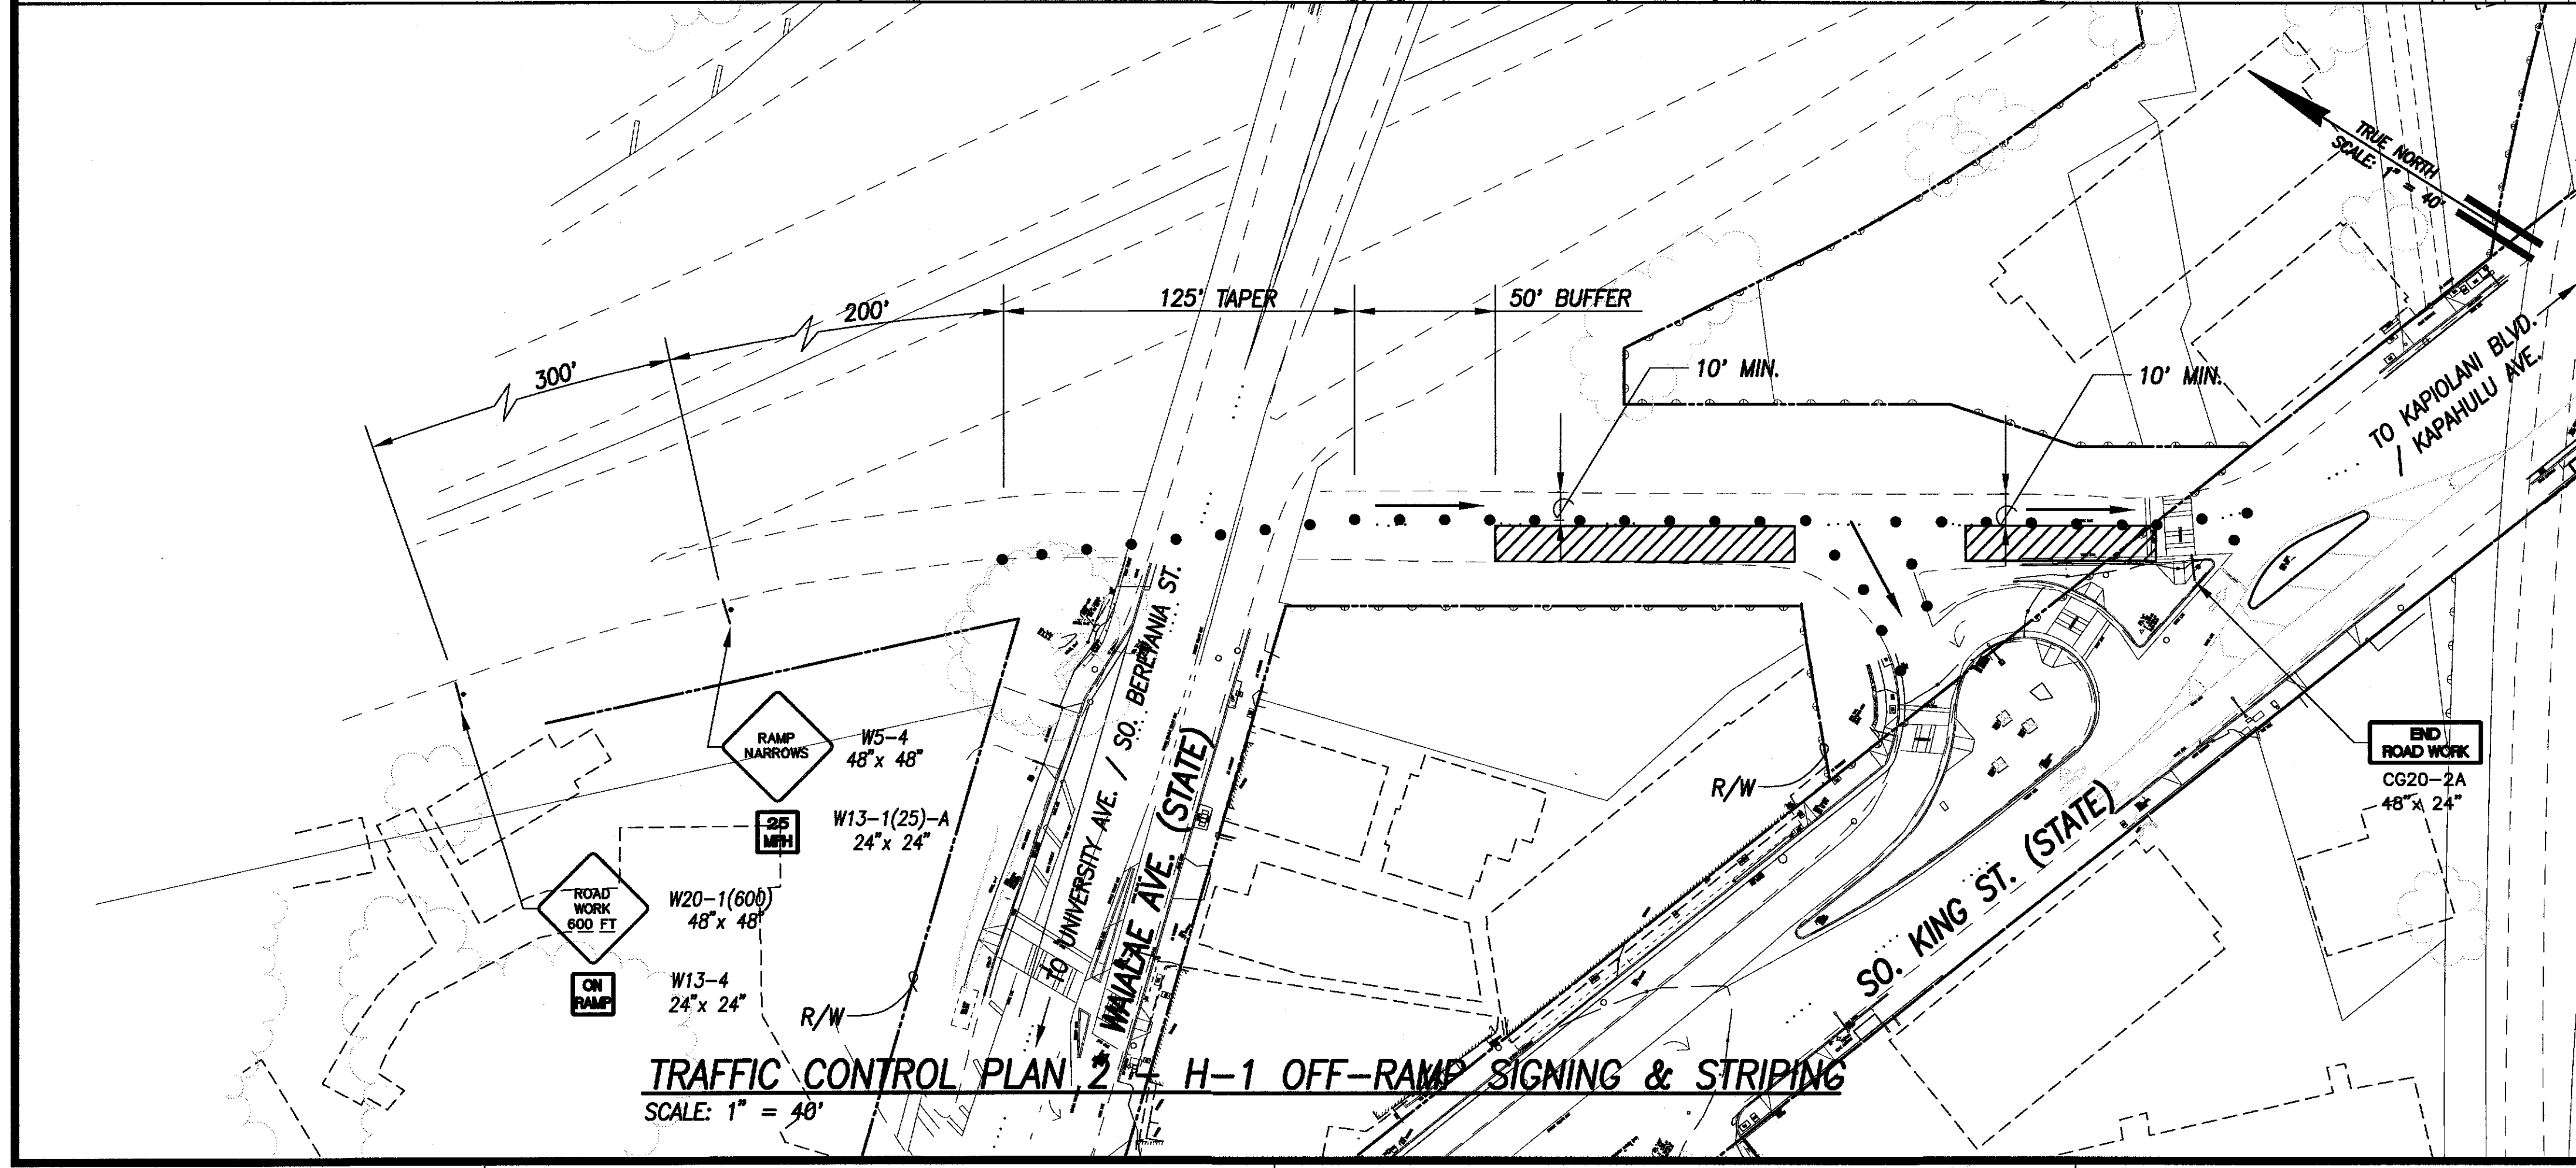 TRUE NORTH
SCALE: 1" = 40'
125' TAPER
50' BUFFER
200'
300'
10' MIN.
10' MIN.
TO KAPIOLANI BLVD.
/ KAPAHULU AVE.
RAMP
NARROWS
W5-4
48"x 48"
25
MPH
W13-1(25)-A
24"x 24"
ROAD
WORK
600 FT
W20-1(600)
48"x 48"
ON
RAMP
W13-4
24"x 24"
R/W
TO UNIVERSITY AVE. / SO. BERETANIA ST.
WAIALAE AVE. (STATE)
R/W
SO. KING ST. (STATE)
END
ROAD WORK
CG20-2A
48"x 24"
TRAFFIC CONTROL PLAN 2 - H-1 OFF-RAMP SIGNING & STRIPING
SCALE: 1" = 40'